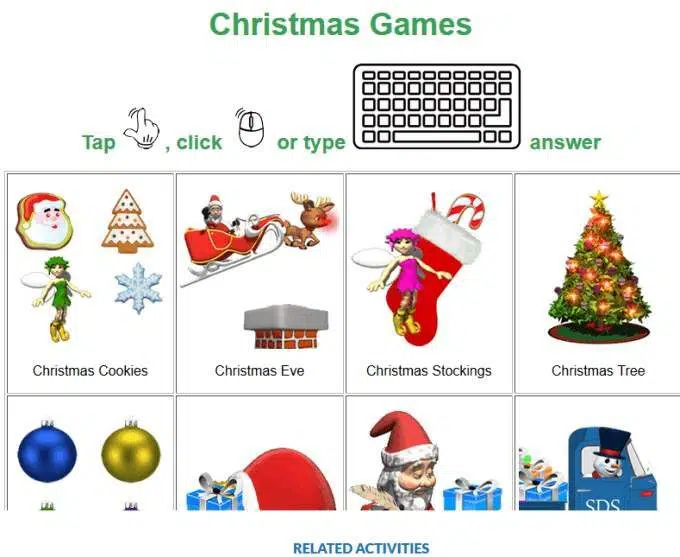 Christmas Games
Tap , click or type answer
Christmas Cookies
Christmas Eve
Christmas Stockings
Christmas Tree
SDS
RELATED ACTIVITIES